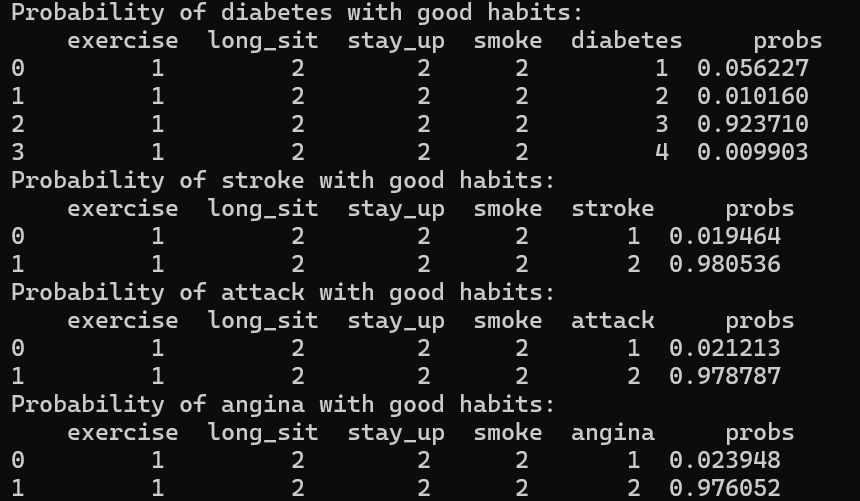 Probability of diabetes with good habits:
    exercise  long_sit  stay_up  smoke  diabetes     probs
0          1         2        2      2         1  0.056227
1          1         2        2      2         2  0.010160
2          1         2        2      2         3  0.923710
3          1         2        2      2         4  0.009903
Probability of stroke with good habits:
    exercise  long_sit  stay_up  smoke  stroke     probs
0          1         2        2      2       1  0.019464
1          1         2        2      2       2  0.980536
Probability of attack with good habits:
    exercise  long_sit  stay_up  smoke  attack     probs
0          1         2        2      2       1  0.021213
1          1         2        2      2       2  0.978787
Probability of angina with good habits:
    exercise  long_sit  stay_up  smoke  angina     probs
0          1         2        2      2       1  0.023948
1          1         2        2      2       2  0.976052